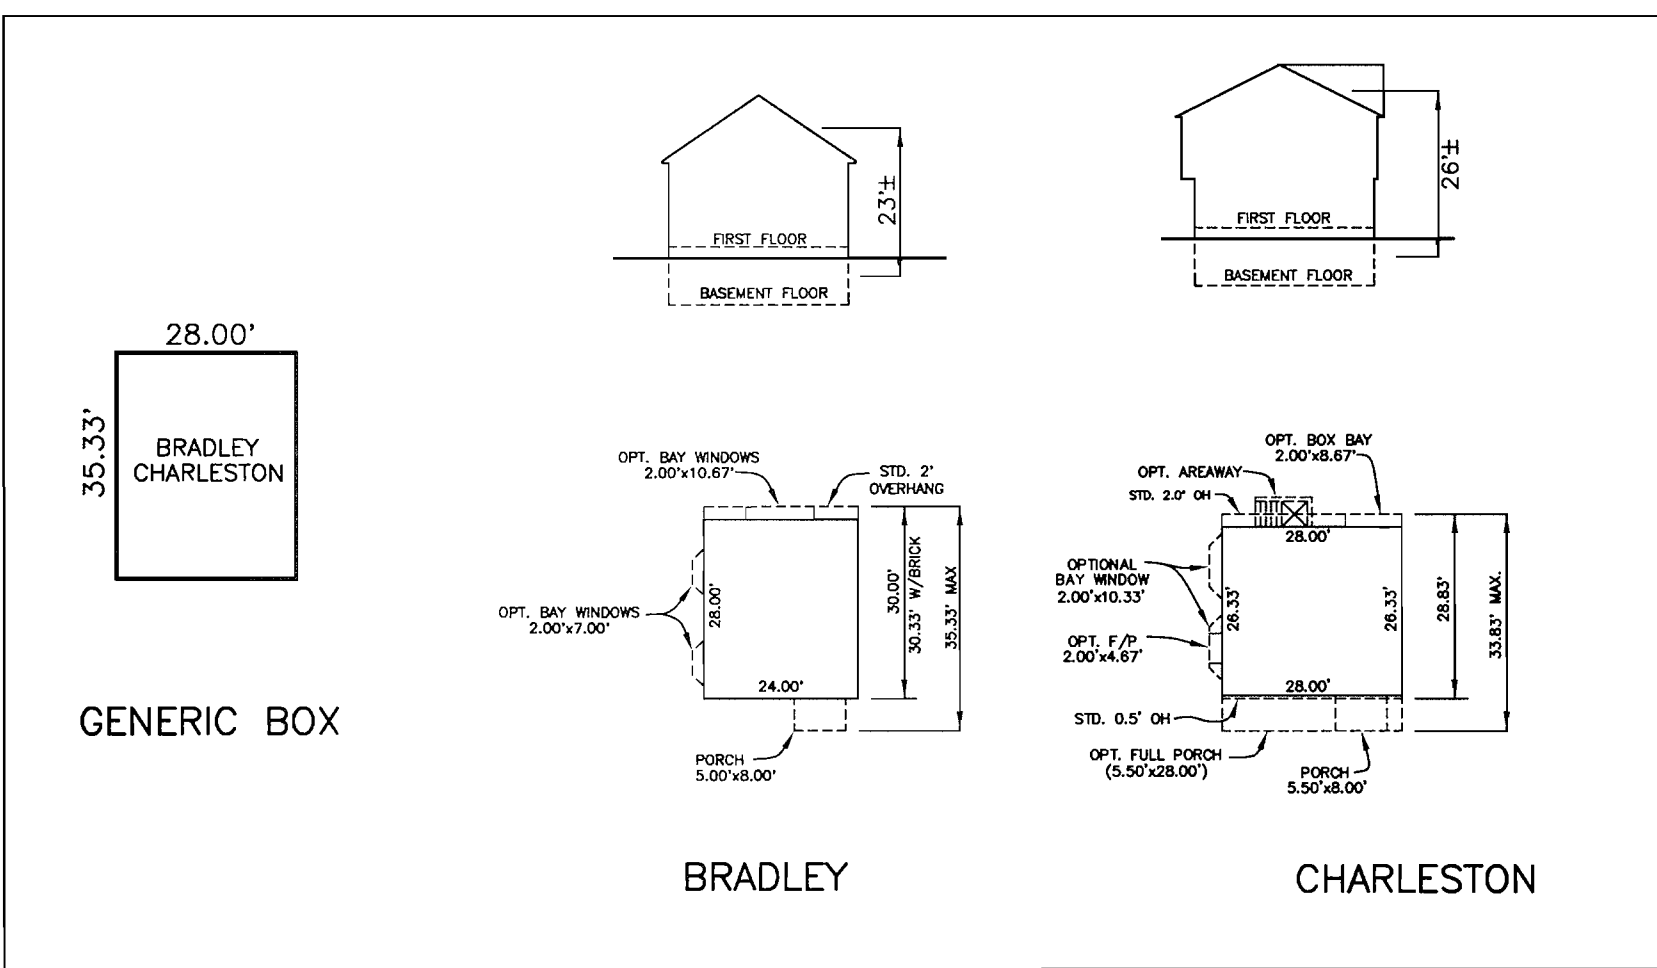 28.00'
35.33'
BRADLEY
CHARLESTON
GENERIC BOX
23'±
FIRST FLOOR
BASEMENT FLOOR
OPT. BAY WINDOWS
2.00'x10.67'
STD. 2'
OVERHANG
OPT. BAY WINDOWS
2.00'x7.00'
28.00'
24.00'
30.00'
30.33' W/BRICK
35.33' MAX
PORCH
5.00'x8.00'
BRADLEY
26'±
FIRST FLOOR
BASEMENT FLOOR
OPT. BOX BAY
2.00'x8.67'
OPT. AREAWAY
STD. 2.0' OH
28.00'
OPTIONAL
BAY WINDOW
2.00'x10.33'
OPT. F/P
2.00'x4.67'
26.33'
26.33'
28.83'
33.83' MAX.
28.00'
STD. 0.5' OH
OPT. FULL PORCH
(5.50'x28.00')
PORCH
5.50'x8.00'
CHARLESTON